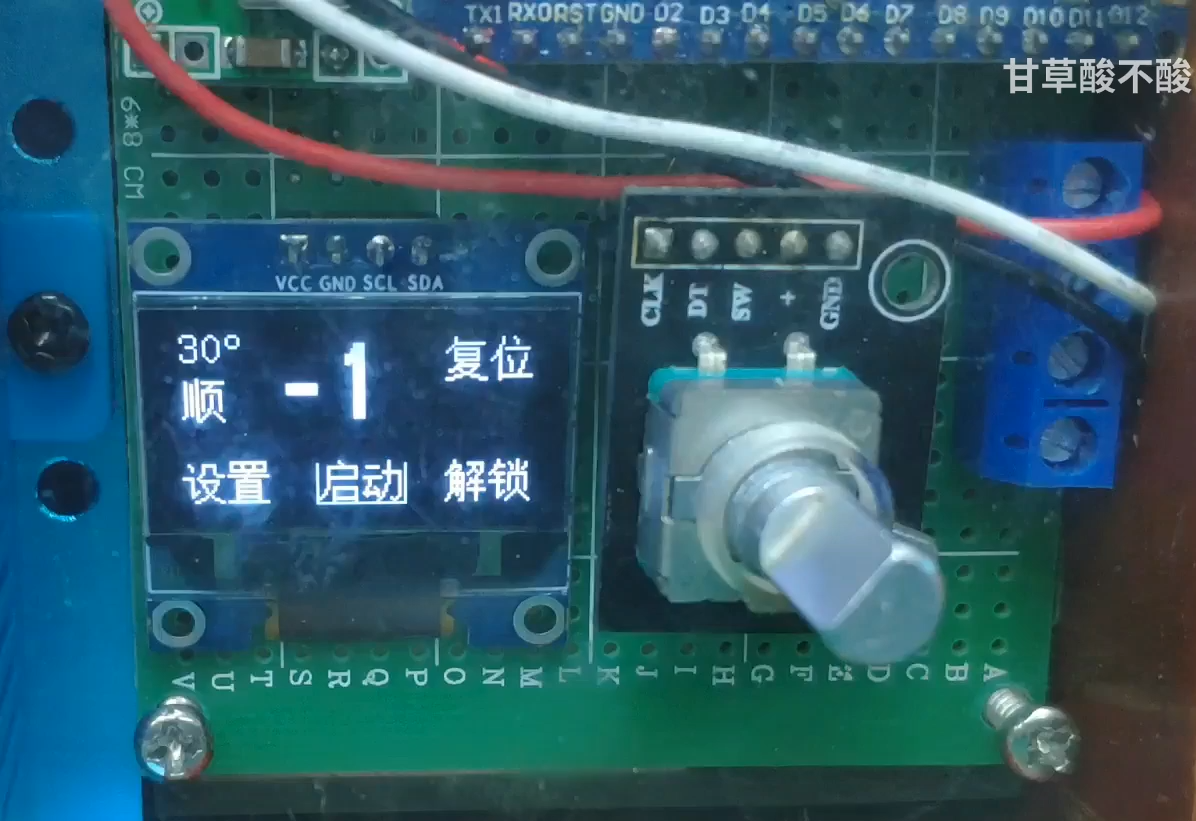 TX1 RX0 RST GND D2 D3 D4 D5 D6 D7 D8 D9 D10 D11 D12
甘草酸不酸
6*8 CM
VCC GND SCL SDA
CLK DT SW + GND
30° -1 复位
顺
设置 启动 解锁
V U T S R Q P O N M L K J I H G F E D C B A